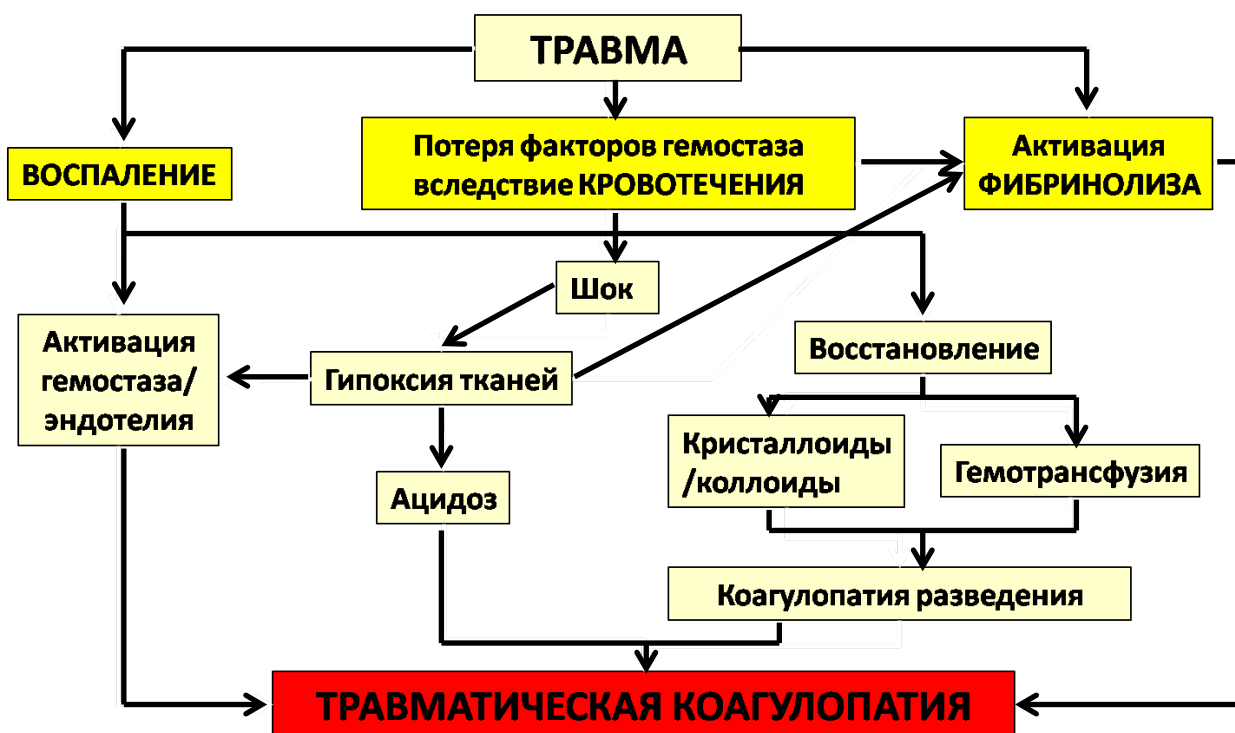 ТРАВМА
ВОСПАЛЕНИЕ
Потеря факторов гемостаза
вследствие КРОВОТЕЧЕНИЯ
Активация
ФИБРИНОЛИЗА
Шок
Активация
гемостаза/
эндотелия
Гипоксия тканей
Восстановление
Ацидоз
Кристаллоиды
/коллоиды
Гемотрансфузия
Коагулопатия разведения
ТРАВМАТИЧЕСКАЯ КОАГУЛОПАТИЯ